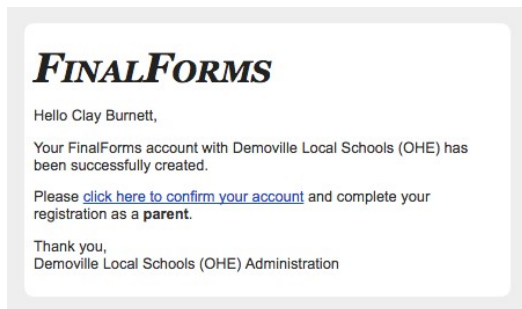 FINALFORMS
Hello Clay Burnett,
Your FinalForms account with Demoville Local Schools (OHE) has
been successfully created.
Please click here to confirm your account and complete your
registration as a parent.
Thank you,
Demoville Local Schools (OHE) Administration